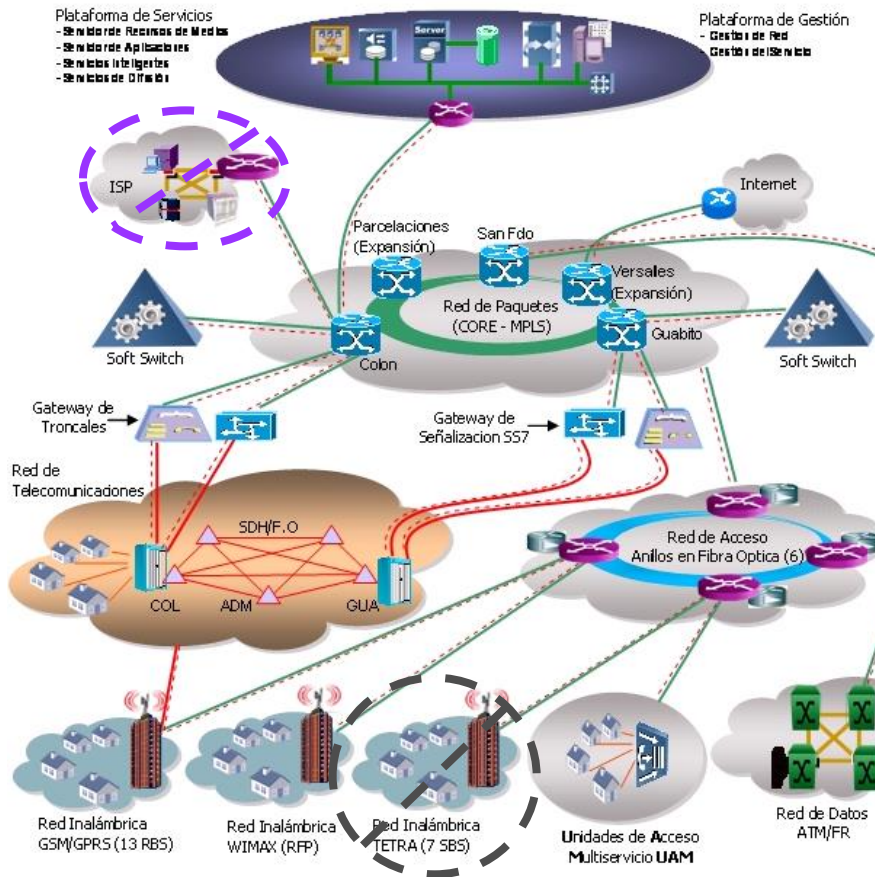 Plataforma de Servicios
- Servidor de Recursos de Medios
- Servidor de Aplicaciones
- Servicios Inteligentes
- Servicios de Difusión
Plataforma de Gestión
- Gestión de Red
- Gestión del Servicio
Server
ISP
Internet
Parcelaciones
(Expansión)
San Fdo
Versalles
(Expansión)
Red de Paquetes
(CORE - MPLS)
Guabito
Colon
Soft Switch
Soft Switch
Gateway de
Troncales
Gateway de
Señalizacion SS7
Red de
Telecomunicaciones
SDH/F.O
COL
ADM
GUA
Red de Acceso
Anillos en Fibra Optica (6)
Red Inalámbrica
GSM/GPRS (13 RBS)
Red Inalámbrica
WIMAX (RFP)
Red Inalámbrica
TETRA (7 SBS)
Unidades de Acceso
Multiservicio UAM
Red de Datos
ATM/FR